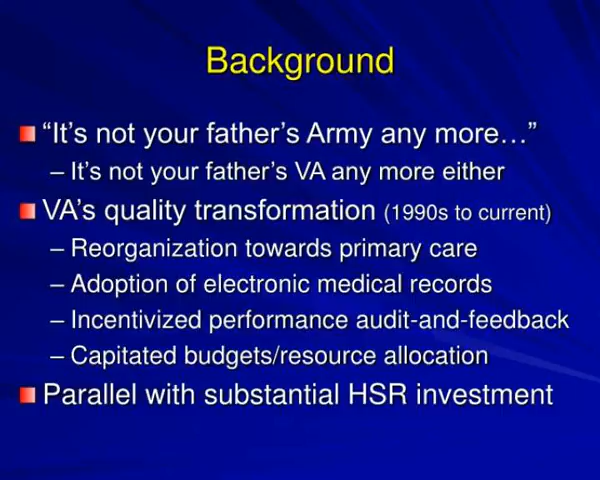 Background
“It’s not your father’s Army any more…”
– It’s not your father’s VA any more either
VA’s quality transformation (1990s to current)
– Reorganization towards primary care
– Adoption of electronic medical records
– Incentivized performance audit-and-feedback
– Capitated budgets/resource allocation
Parallel with substantial HSR investment